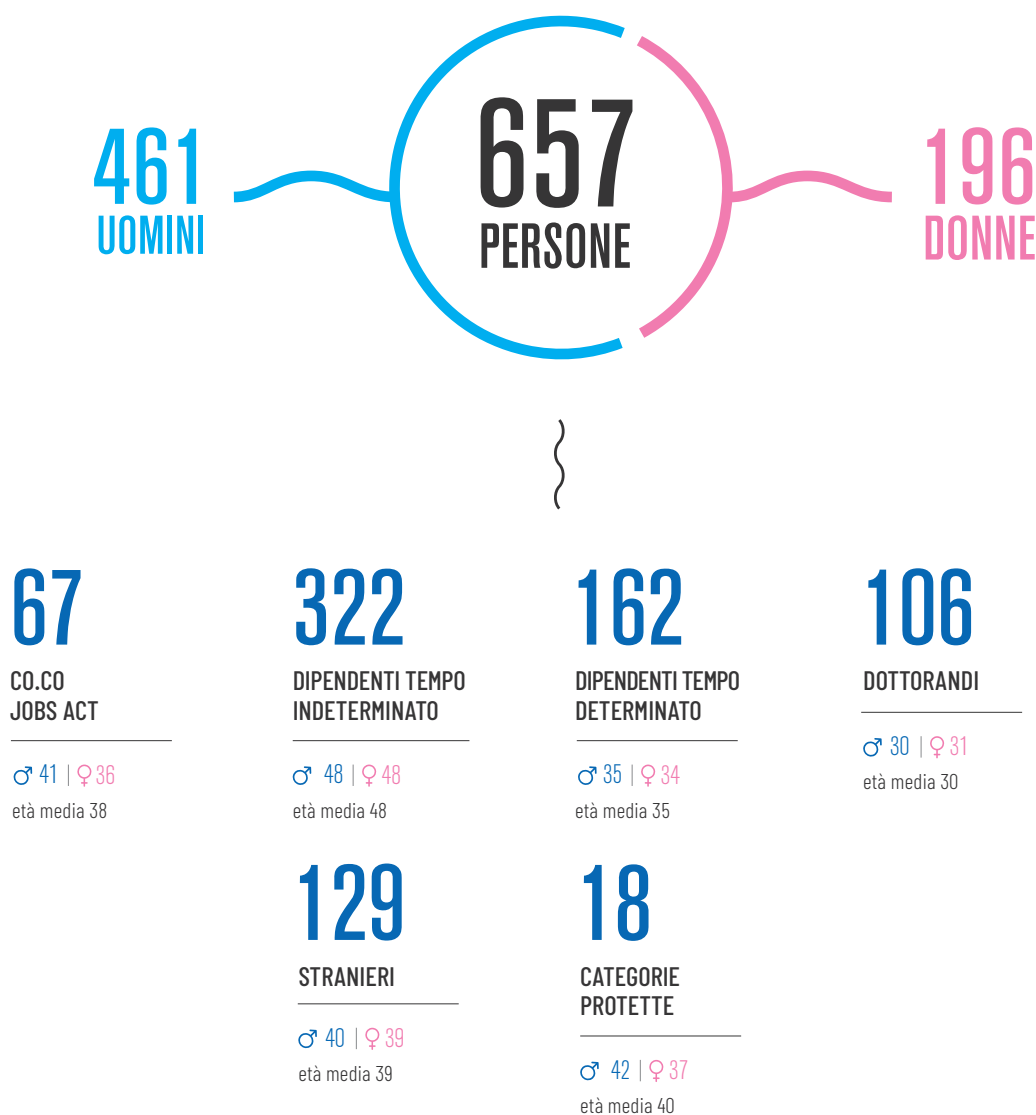 461
UOMINI
657
PERSONE
196
DONNE
67
CO.CO
JOBS ACT
♂ 41 | ♀ 36
età media 38
322
DIPENDENTI TEMPO
INDETERMINATO
♂ 48 | ♀ 48
età media 48
162
DIPENDENTI TEMPO
DETERMINATO
♂ 35 | ♀ 34
età media 35
106
DOTTORANDI
♂ 30 | ♀ 31
età media 30
129
STRANIERI
♂ 40 | ♀ 39
età media 39
18
CATEGORIE
PROTETTE
♂ 42 | ♀ 37
età media 40